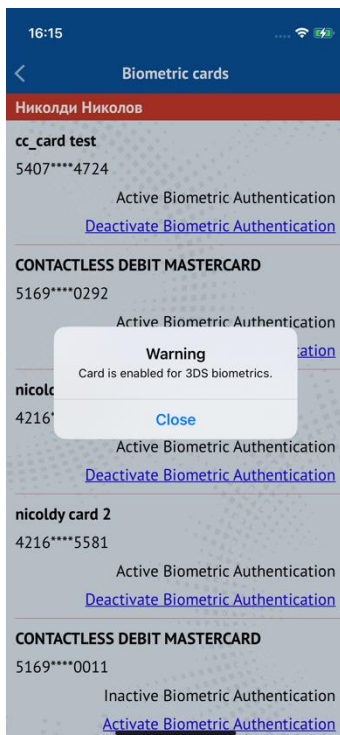 16:15
Biometric cards
Николди Николов
cc_card test
5407****4724
Active Biometric Authentication
Deactivate Biometric Authentication
CONTACTLESS DEBIT MASTERCARD
5169****0292
Active Biometric Authentication
Warning
Card is enabled for 3DS biometrics.
Close
4216*
Active Biometric Authentication
Deactivate Biometric Authentication
nicoldy card 2
4216****5581
Active Biometric Authentication
Deactivate Biometric Authentication
CONTACTLESS DEBIT MASTERCARD
5169****0011
Inactive Biometric Authentication
Activate Biometric Authentication